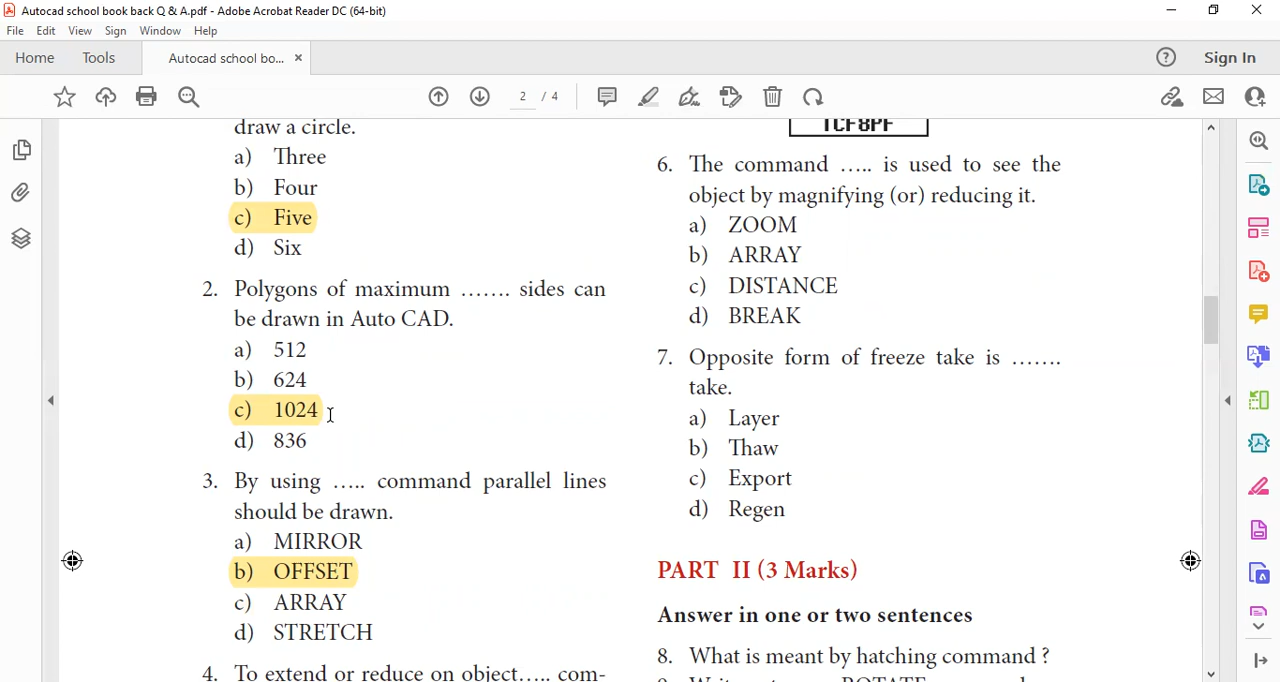 Autocad school book back Q & A.pdf - Adobe Acrobat Reader DC (64-bit)
File Edit View Sign Window Help
Home Tools Autocad school bo... × Sign In
2 / 4
draw a circle.
a) Three
b) Four
c) Five
d) Six
2. Polygons of maximum ....... sides can
be drawn in Auto CAD.
a) 512
b) 624
c) 1024
d) 836
3. By using ..... command parallel lines
should be drawn.
a) MIRROR
b) OFFSET
c) ARRAY
d) STRETCH
4. To extend or reduce on object..... com-
TCF8PF
6. The command ..... is used to see the
object by magnifying (or) reducing it.
a) ZOOM
b) ARRAY
c) DISTANCE
d) BREAK
7. Opposite form of freeze take is .......
take.
a) Layer
b) Thaw
c) Export
d) Regen
PART II (3 Marks)
Answer in one or two sentences
8. What is meant by hatching command ?